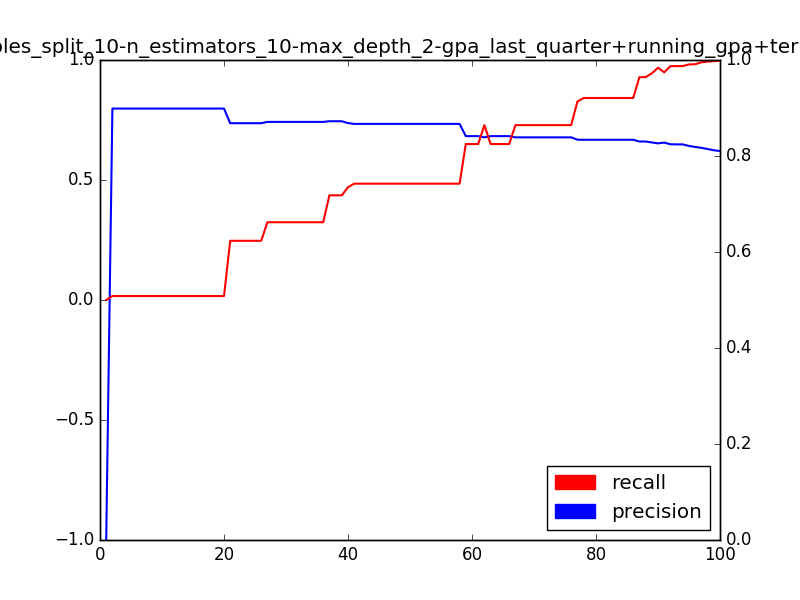 les_split_10-n_estimators_10-max_depth_2-gpa_last_quarter+running_gpa+ter
1.0
0.5
0.0
−0.5
−1.0
1.0
0.8
0.6
0.4
0.2
0.0
0 20 40 60 80 100
recall
precision